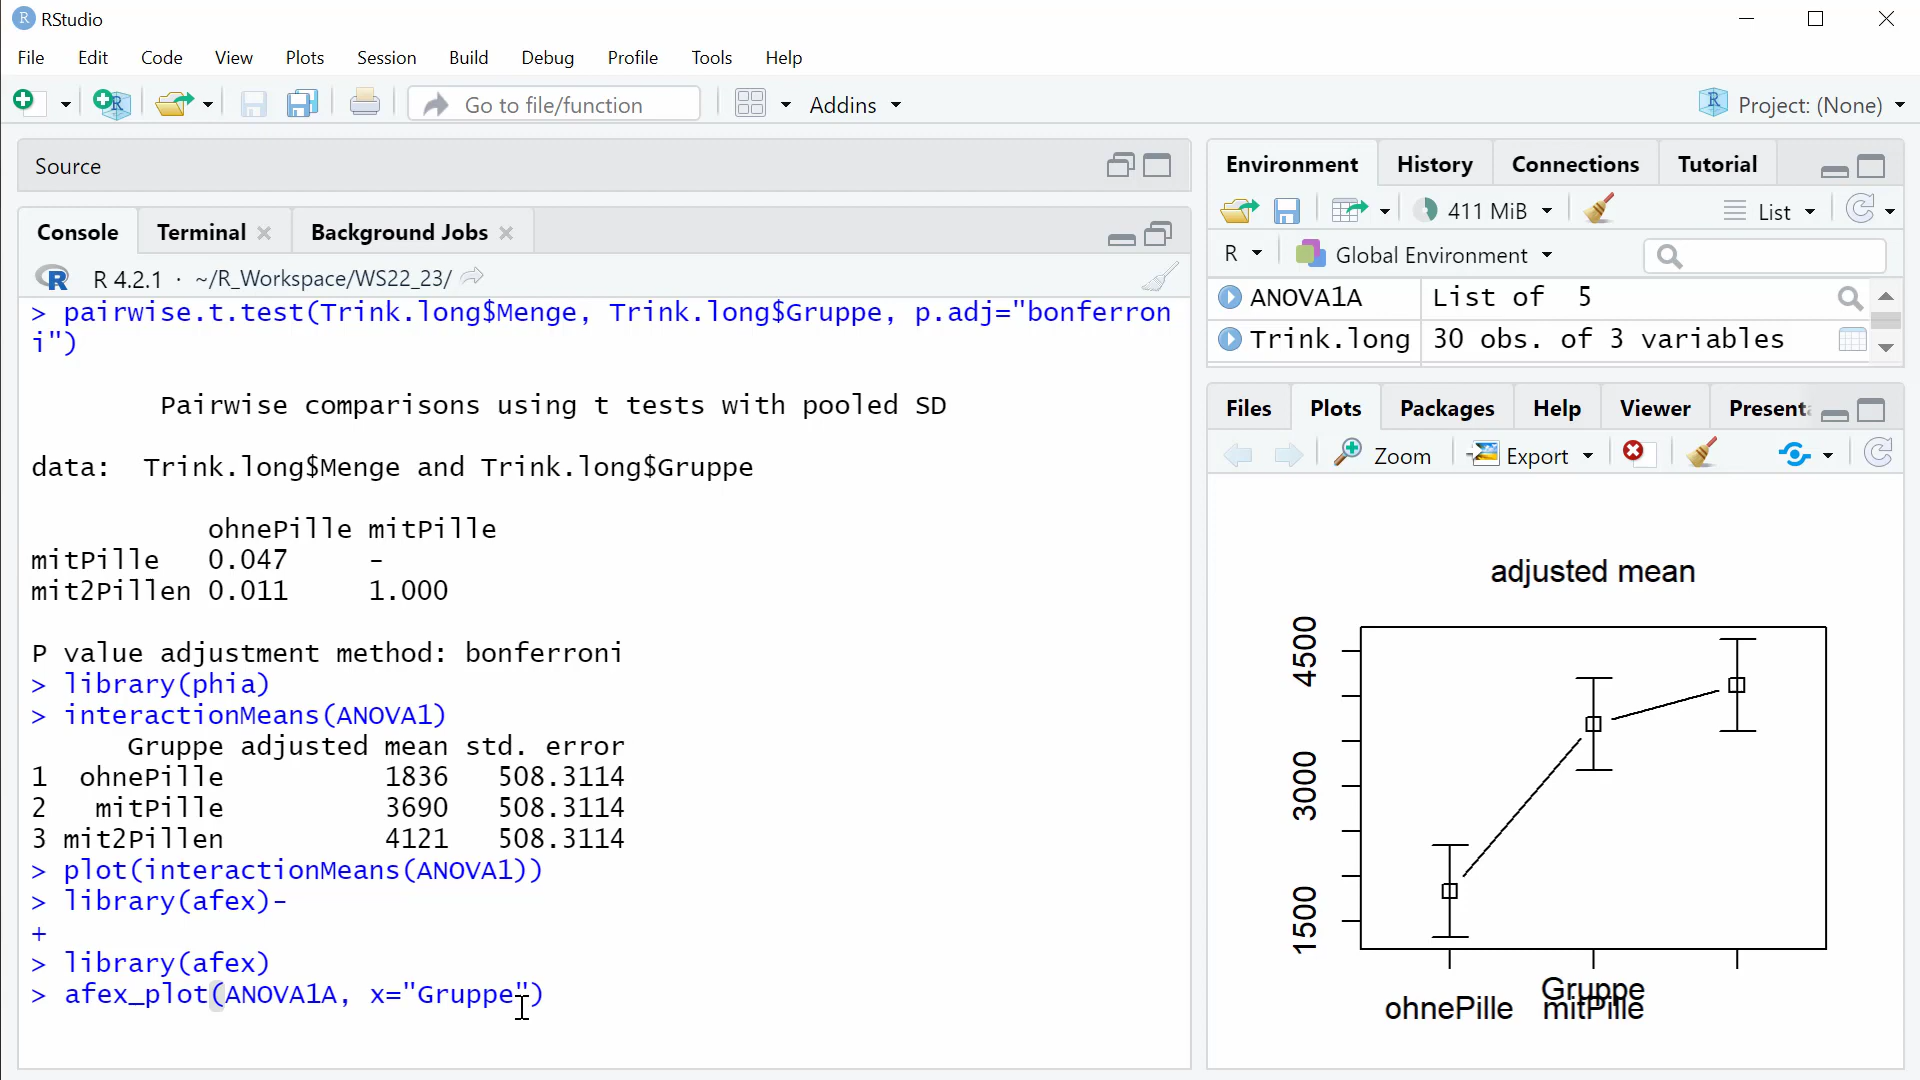 RStudio
File Edit Code View Plots Session Build Debug Profile Tools Help
Go to file/function Addins Project: (None)
Source
Console Terminal Background Jobs
R 4.2.1 · ~/R_Workspace/WS22_23/
> pairwise.t.test(Trink.long$Menge, Trink.long$Gruppe, p.adj="bonferron
i")
Pairwise comparisons using t tests with pooled SD
data: Trink.long$Menge and Trink.long$Gruppe
ohnePille mitPille
mitPille 0.047 -
mit2Pillen 0.011 1.000
P value adjustment method: bonferroni
> library(phia)
> interactionMeans(ANOVA1)
Gruppe adjusted mean std. error
1 ohnePille 1836 508.3114
2 mitPille 3690 508.3114
3 mit2Pillen 4121 508.3114
> plot(interactionMeans(ANOVA1))
> library(afex)-
+
> library(afex)
> afex_plot(ANOVA1A, x="Gruppe")
Environment History Connections Tutorial
411 MiB List
R Global Environment
ANOVA1A List of 5
Trink.long 30 obs. of 3 variables
Files Plots Packages Help Viewer Presenta
Zoom Export
adjusted mean
4500
3000
1500
Gruppe
ohnePille mitPille